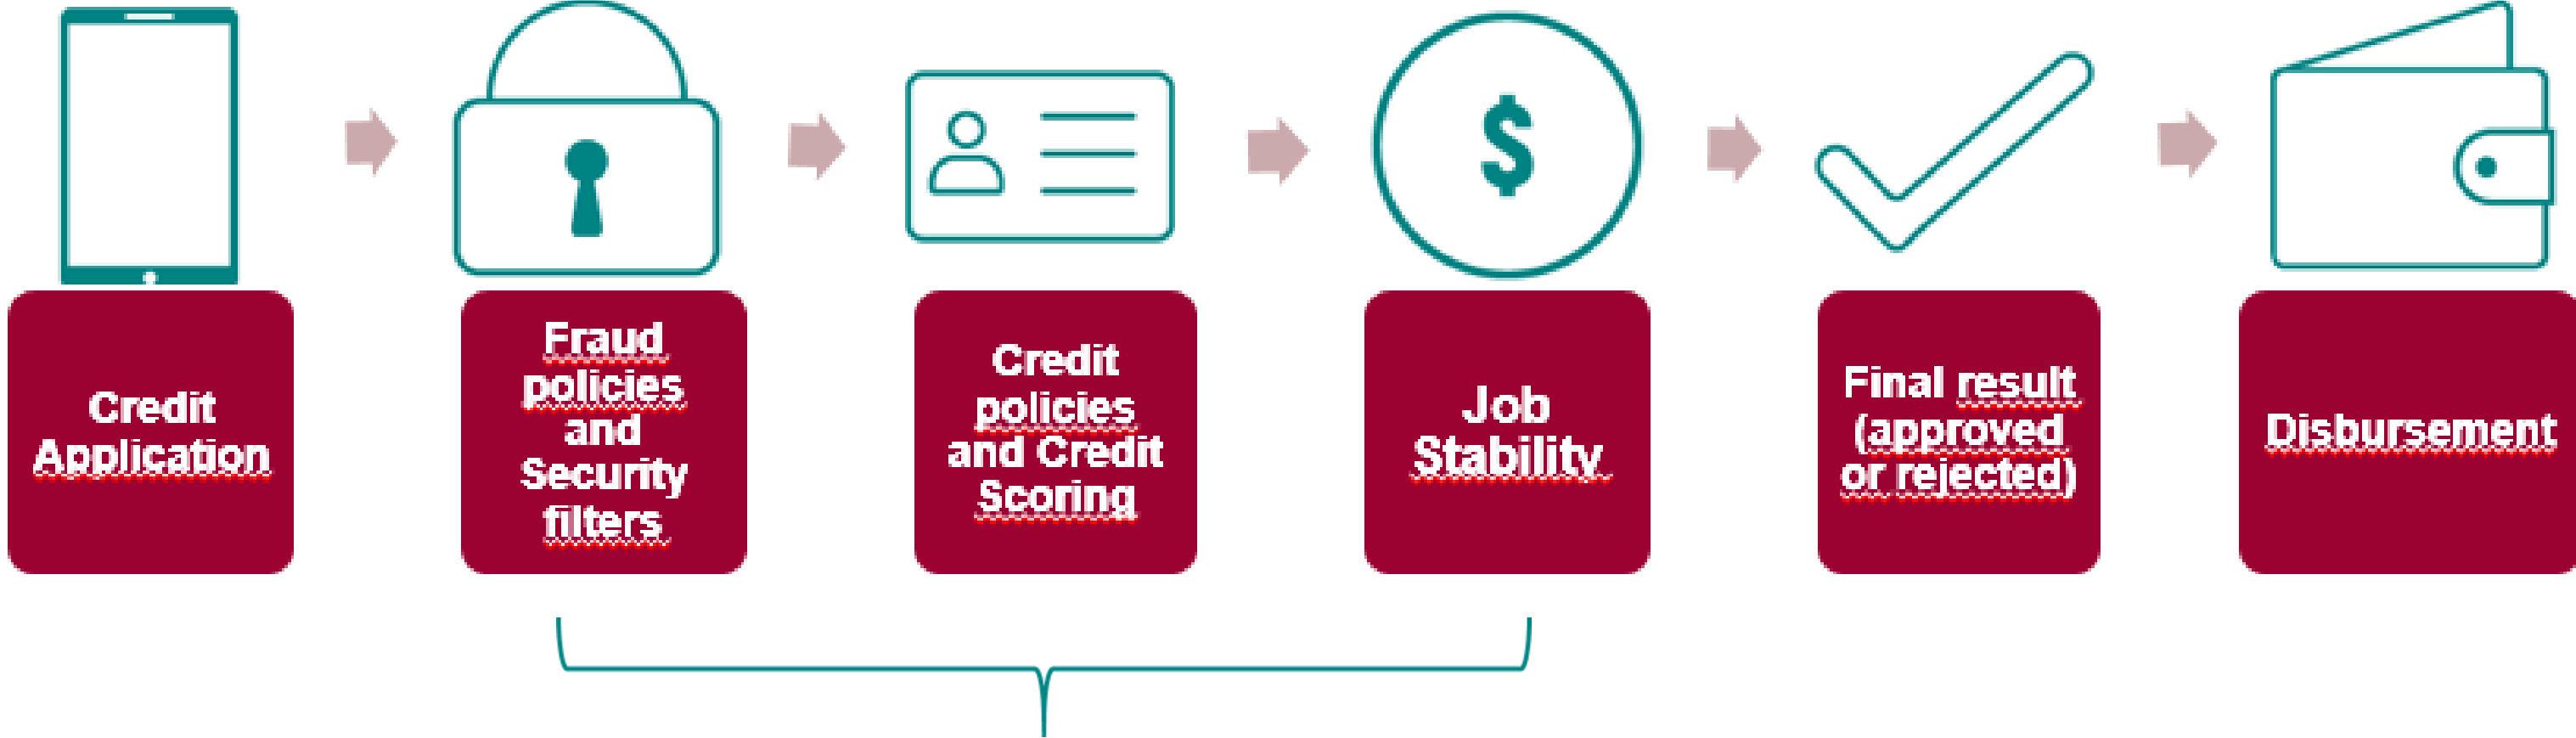 Credit
Application
Fraud
policies
and
Security
filters
Credit
policies
and Credit
Scoring
Job
Stability
Final result
(approved
or rejected)
Disbursement
$